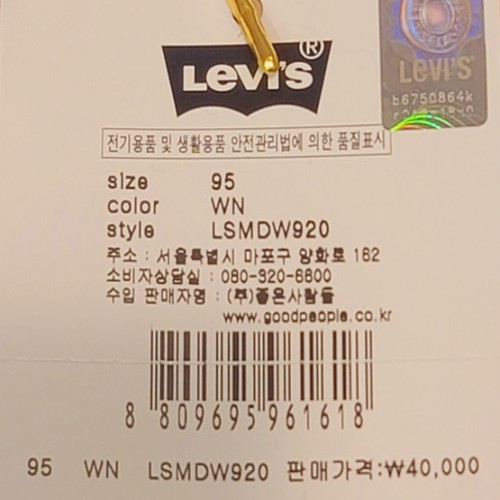 LEVI'S®
LEVI'S
b6750864k
전기용품 및 생활용품 안전관리법에 의한 품질표시
size 95
color WN
style LSMDW920
주소 : 서울특별시 마포구 양화로 162
소비자상담실 : 080-320-6600
수입 판매자명 : (주)좋은사람들
www.goodpeople.co.kr
8 809695 961618
95 WN LSMDW920 판매가격:₩40,000